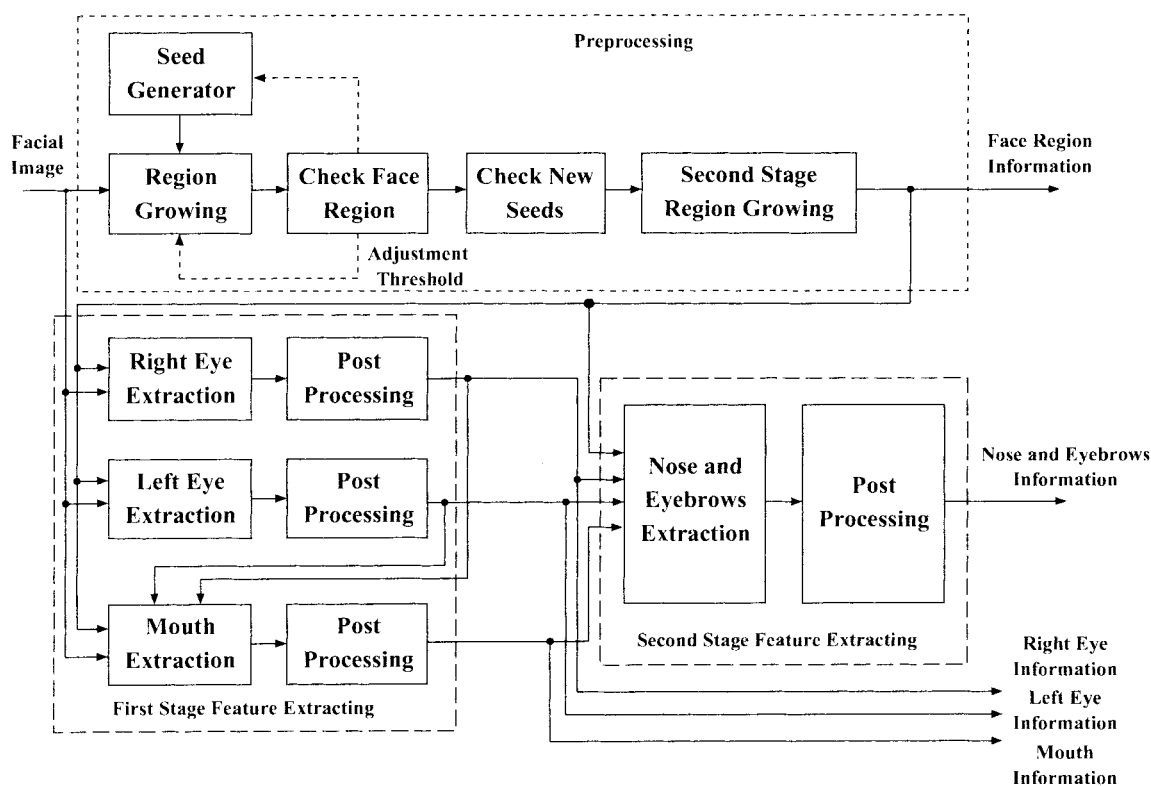 Preprocessing
Seed
Generator
Facial
Image
Region
Growing
Check Face
Region
Check New
Seeds
Second Stage
Region Growing
Face Region
Information
Adjustment
Threshold
Right Eye
Extraction
Post
Processing
Left Eye
Extraction
Post
Processing
Mouth
Extraction
Post
Processing
First Stage Feature Extracting
Nose and
Eyebrows
Extraction
Post
Processing
Second Stage Feature Extracting
Nose and Eyebrows
Information
Right Eye
Information
Left Eye
Information
Mouth
Information